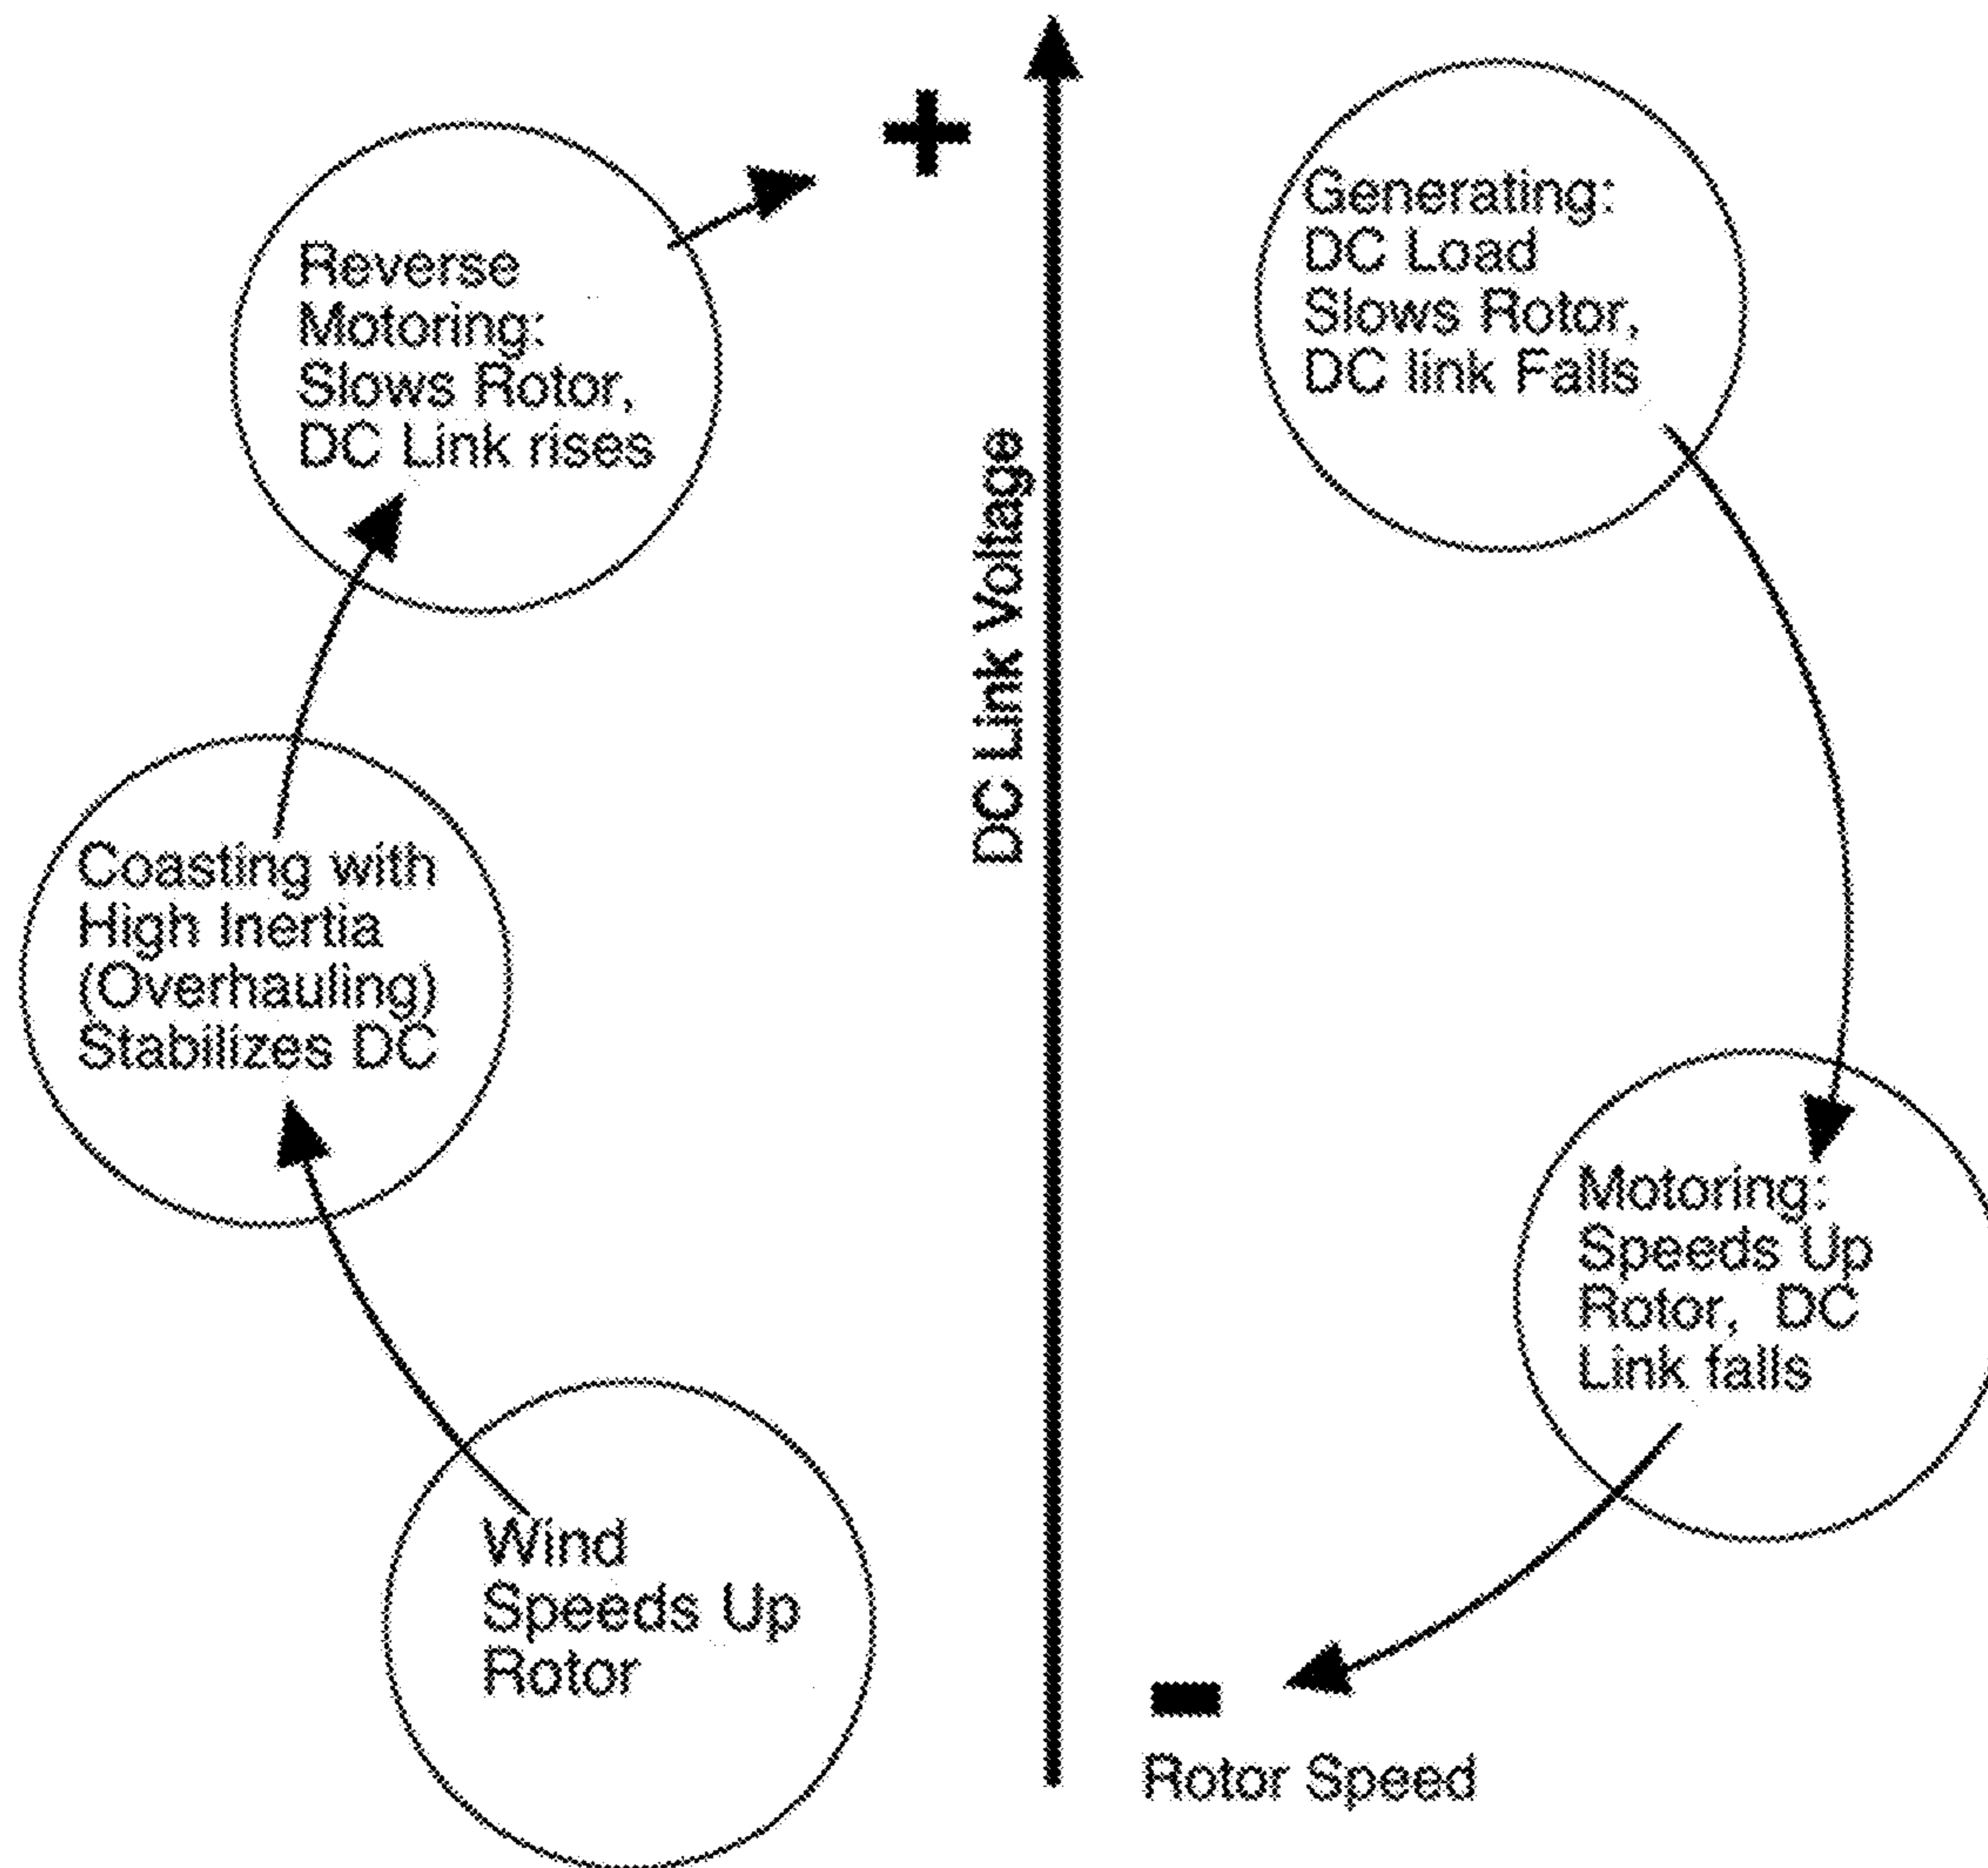 +
Reverse
Motoring:
Slows Rotor,
DC Link rises
Generating:
DC Load
Slows Rotor,
DC link Falls
DC Link Voltage
Coasting with
High Inertia
(Overhauling)
Stabilizes DC
Motoring:
Speeds Up
Rotor, DC
Link falls
Wind
Speeds Up
Rotor
-
Rotor Speed